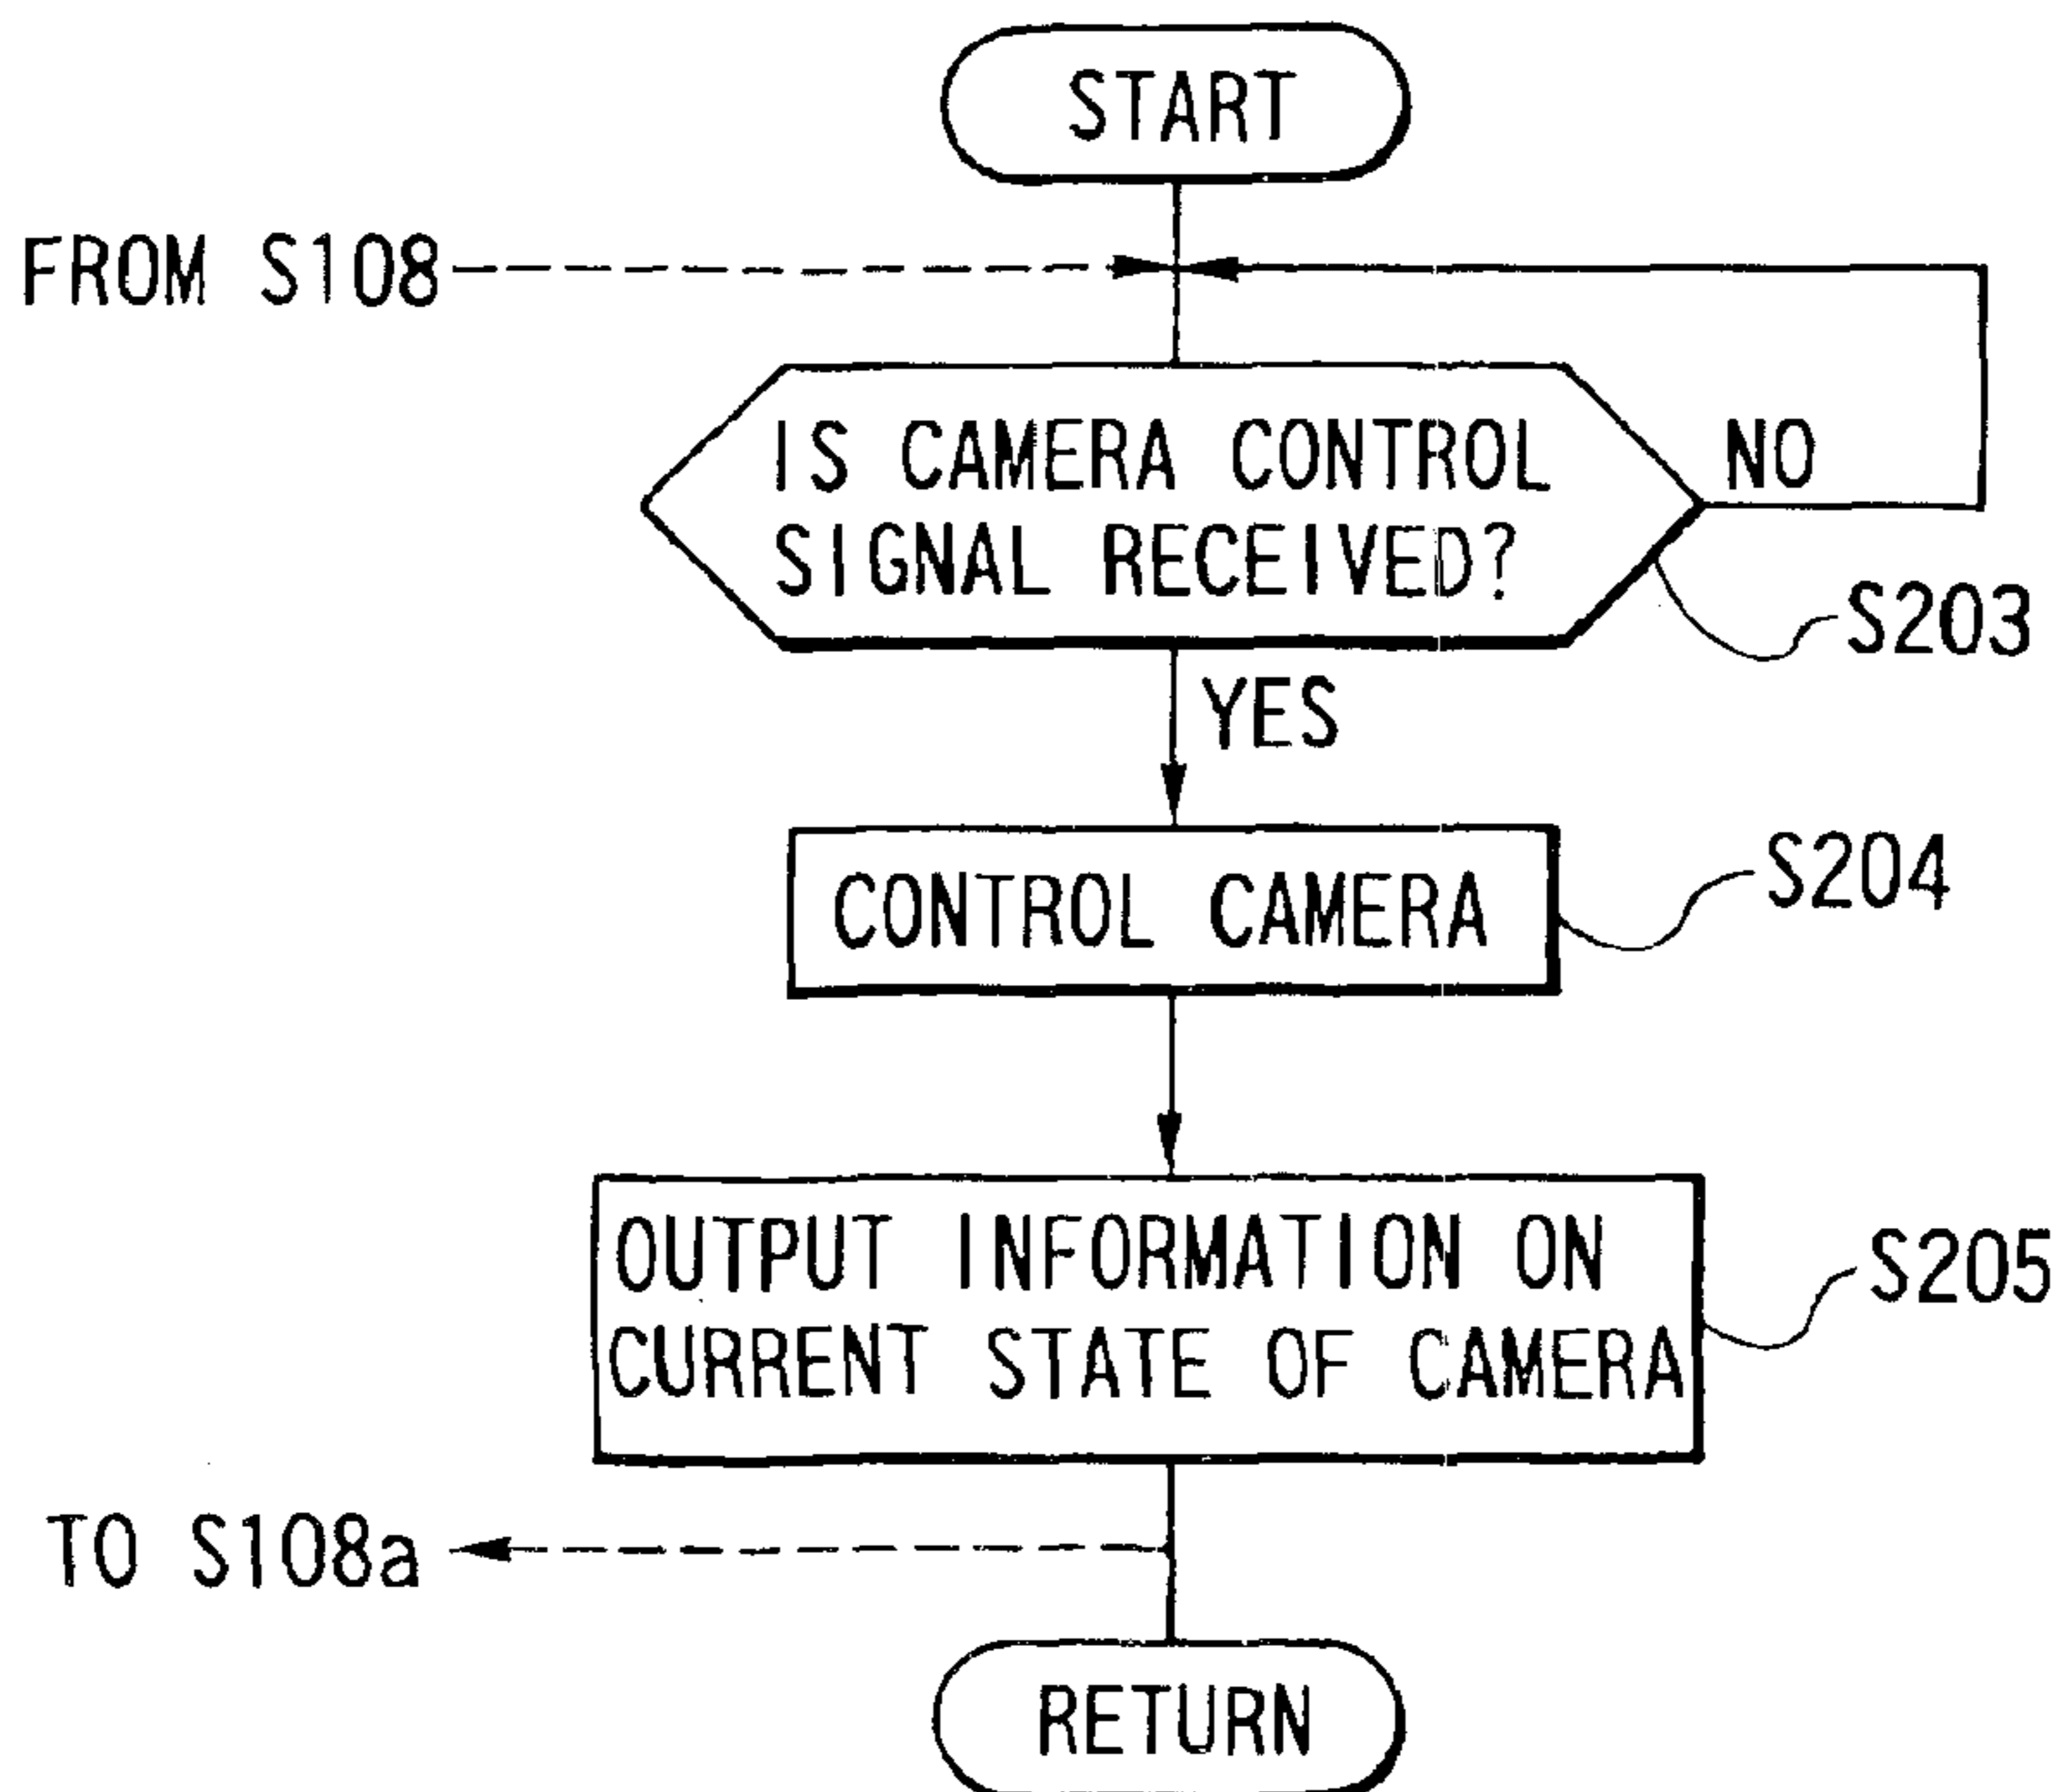 START
FROM S108
IS CAMERA CONTROL
SIGNAL RECEIVED?
NO
S203
YES
CONTROL CAMERA
S204
OUTPUT INFORMATION ON
CURRENT STATE OF CAMERA
S205
TO S108a
RETURN